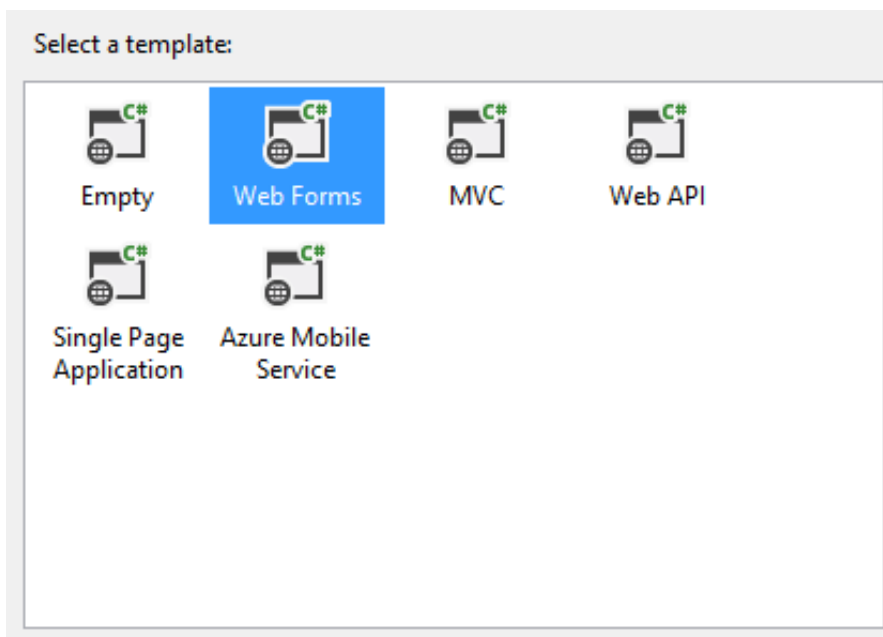 Select a template:
C# C# C# C#
Empty Web Forms MVC Web API
C# C#
Single Page Azure Mobile
Application Service